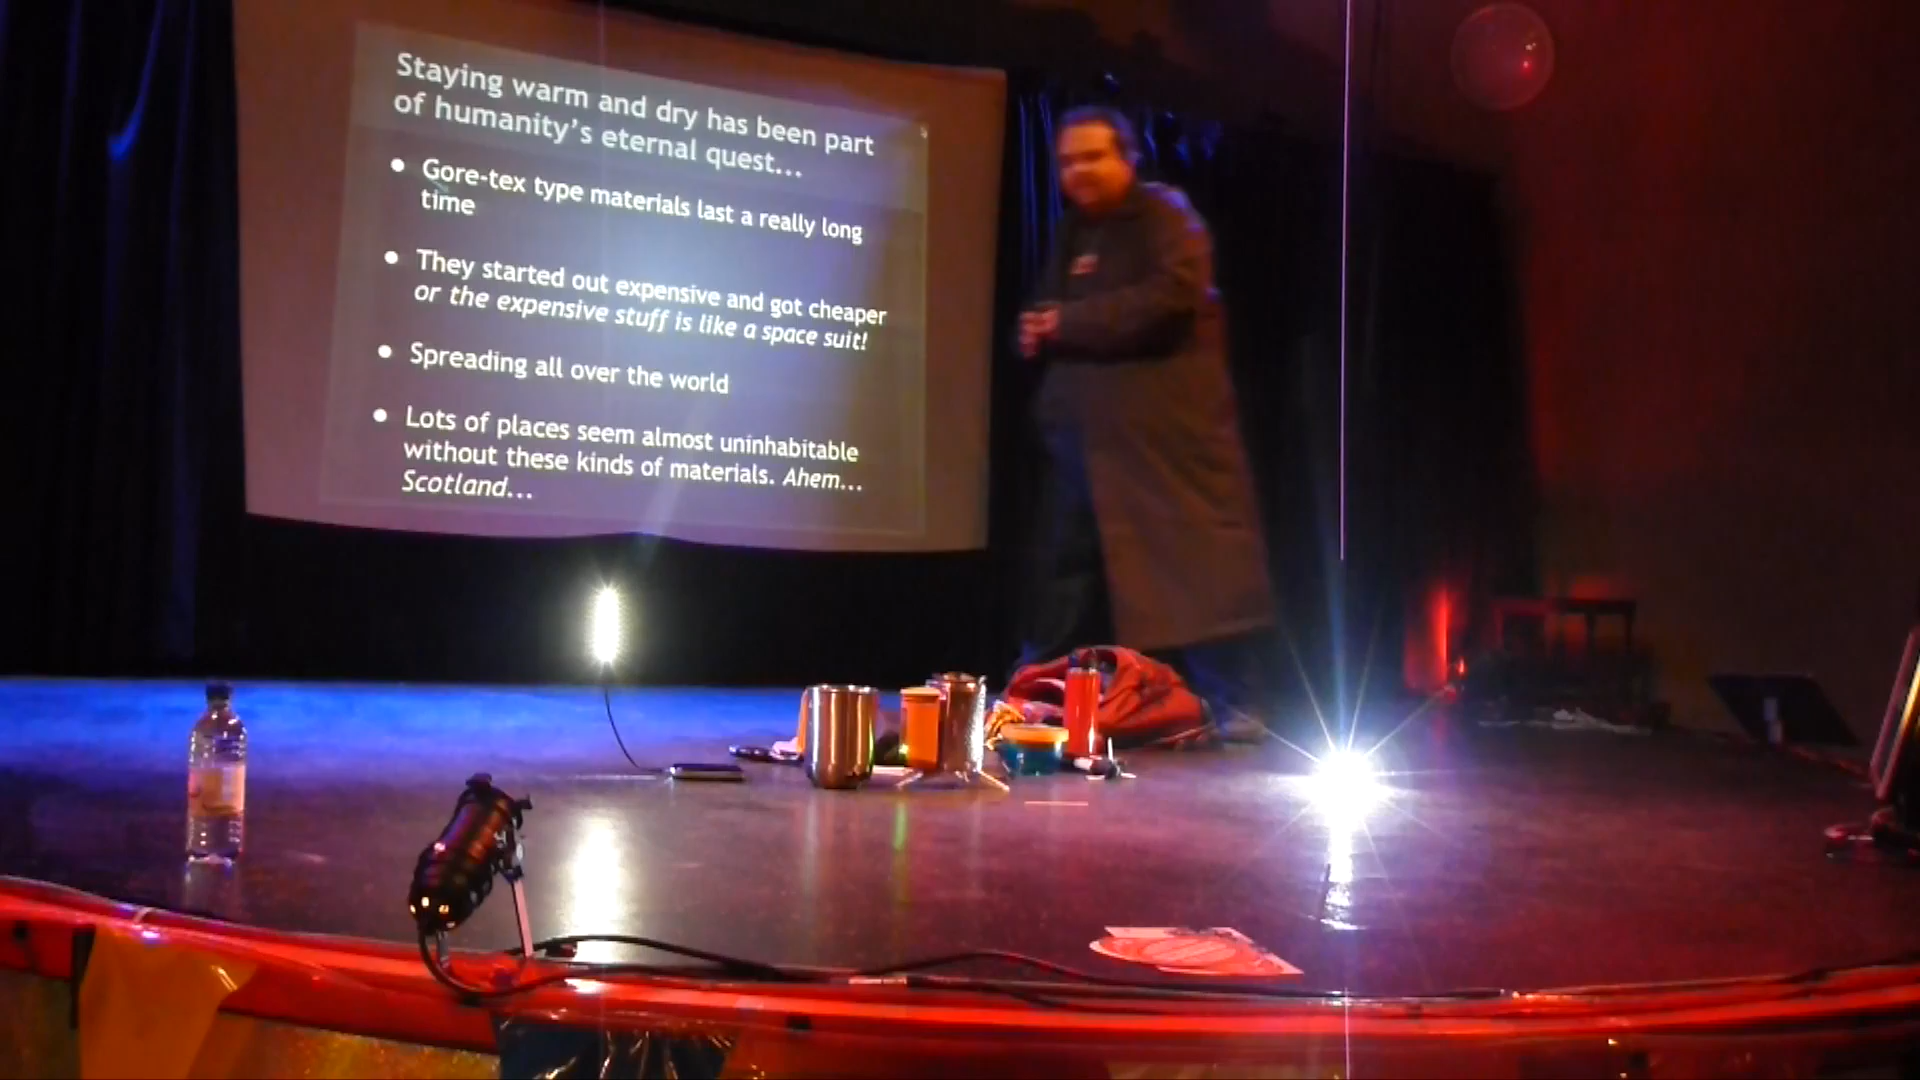 Staying warm and dry has been part
of humanity’s eternal quest...
● Gore-tex type materials last a really long
time
● They started out expensive and got cheaper
or the expensive stuff is like a space suit!
● Spreading all over the world
● Lots of places seem almost uninhabitable
without these kinds of materials. Ahem...
Scotland...